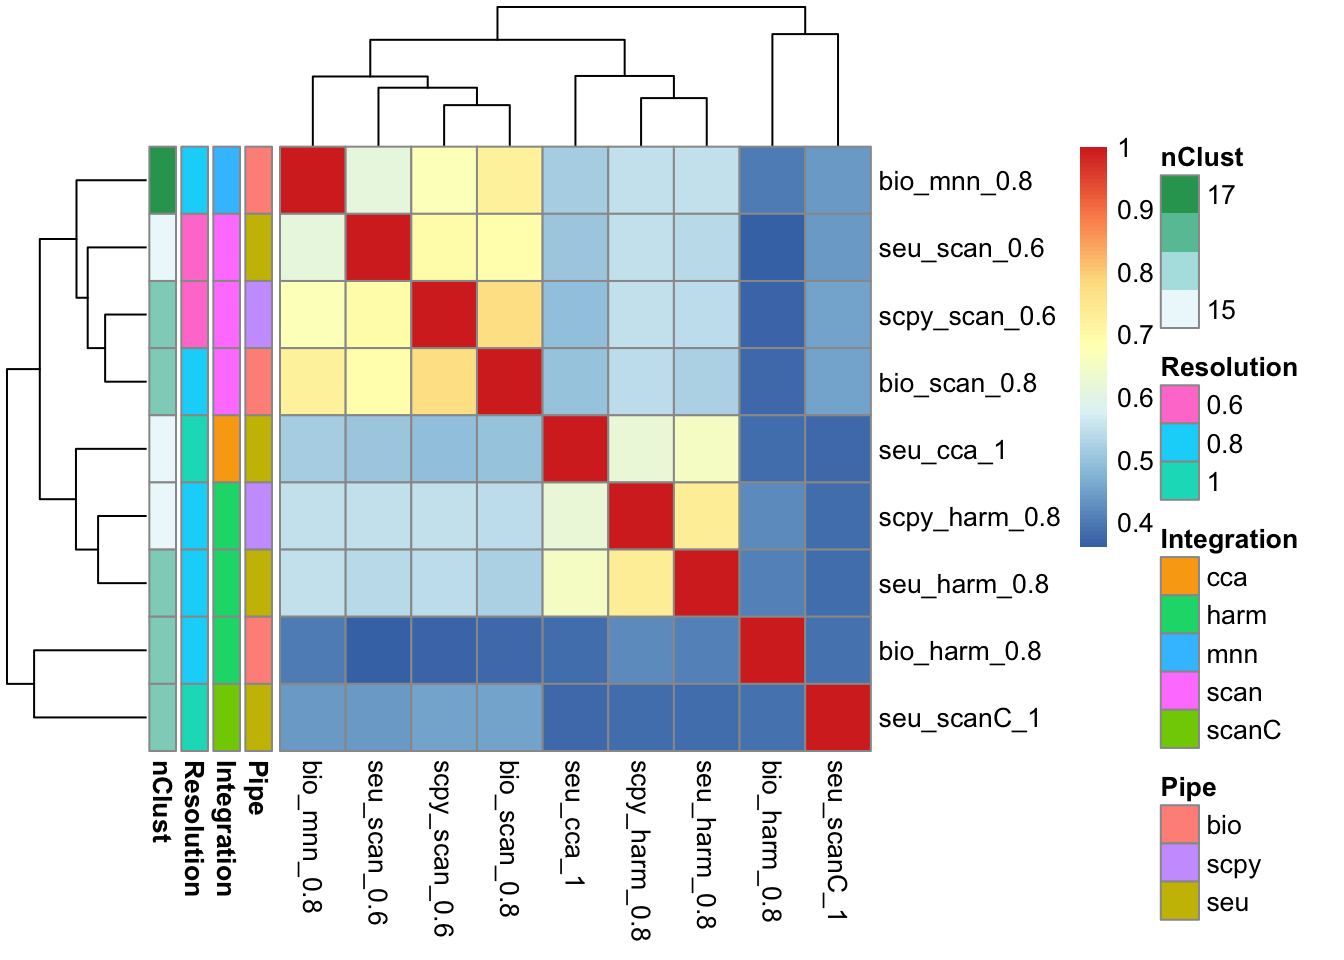 bio_mnn_0.8
seu_scan_0.6
scpy_scan_0.6
bio_scan_0.8
seu_cca_1
scpy_harm_0.8
seu_harm_0.8
bio_harm_0.8
seu_scanC_1
nClust
Resolution
Integration
Pipe
bio_mnn_0.8
seu_scan_0.6
scpy_scan_0.6
bio_scan_0.8
seu_cca_1
scpy_harm_0.8
seu_harm_0.8
bio_harm_0.8
seu_scanC_1
1
0.9
0.8
0.7
0.6
0.5
0.4
nClust
17
15
Resolution
0.6
0.8
1
Integration
cca
harm
mnn
scan
scanC
Pipe
bio
scpy
seu